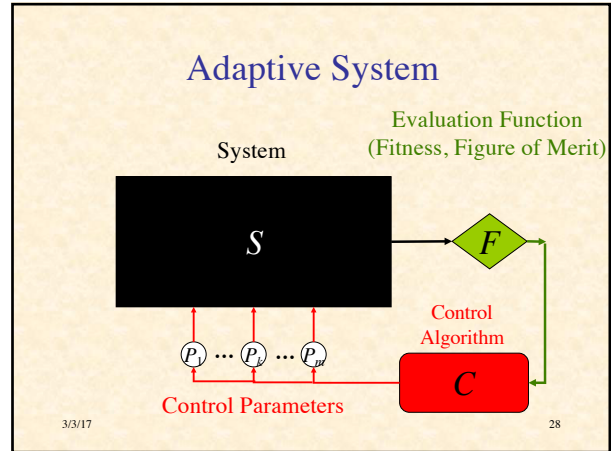 Adaptive System
Evaluation Function
(Fitness, Figure of Merit)
System
S
F
Control
Algorithm
P1 ... Pk ... Pm
C
Control Parameters
3/3/17
28